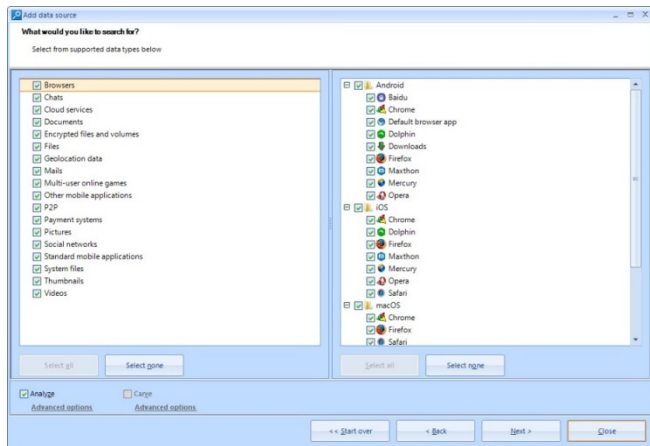 Add data source
What would you like to search for?
Select from supported data types below
Browsers
Chats
Cloud services
Documents
Encrypted files and volumes
Files
Geolocation data
Mails
Multi-user online games
Other mobile applications
P2P
Payment systems
Pictures
Social networks
Standard mobile applications
System files
Thumbnails
Videos
Select all
Select none
Android
Baidu
Chrome
Default browser app
Dolphin
Downloads
Firefox
Maxthon
Mercury
Opera
iOS
Chrome
Dolphin
Firefox
Maxthon
Mercury
Opera
Safari
macOS
Chrome
Firefox
Safari
Select all
Select none
Analyze
Carve
Advanced options
Advanced options
<< Start over
< Back
Next >
Close